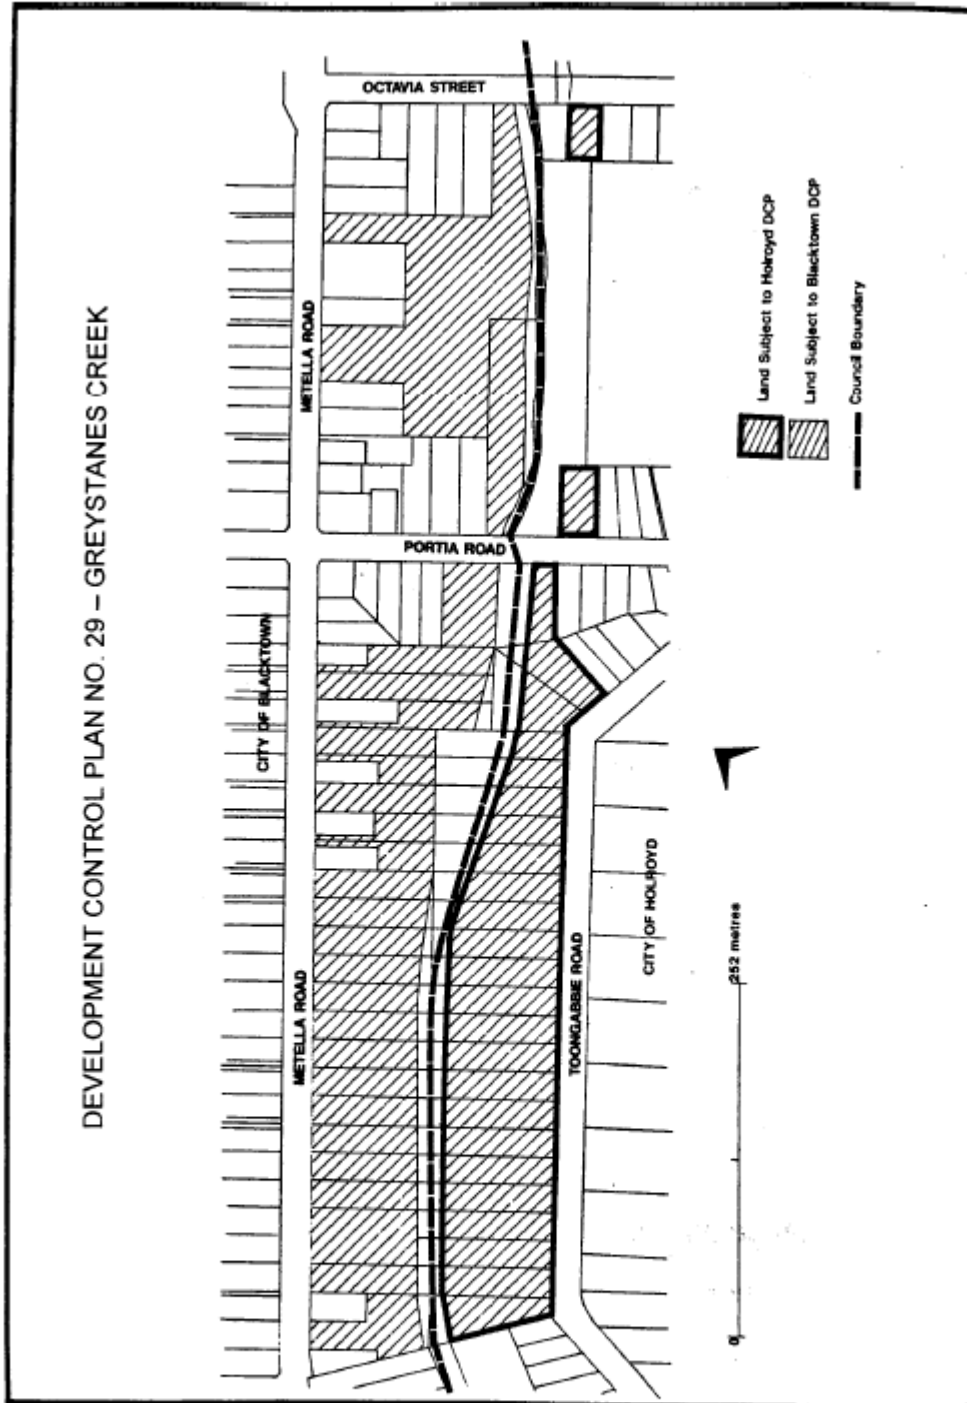 DEVELOPMENT CONTROL PLAN NO. 29 – GREYSTANES CREEK
OCTAVIA STREET
METELLA ROAD
PORTIA ROAD
CITY OF BLACKTOWN
METELLA ROAD
TOONGABBIE ROAD
CITY OF HOLROYD
Land Subject to Holroyd DCP
Land Subject to Blacktown DCP
Council Boundary
0
252 metres